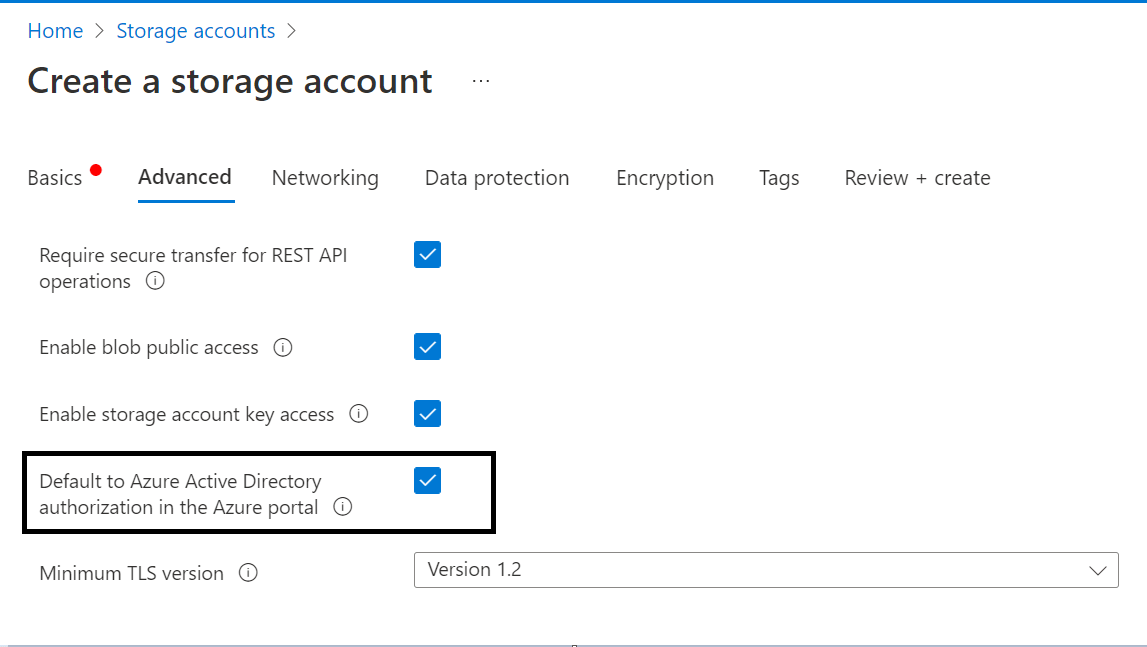 Home > Storage accounts >
Create a storage account ...
Basics Advanced Networking Data protection Encryption Tags Review + create
Require secure transfer for REST API
operations
Enable blob public access
Enable storage account key access
Default to Azure Active Directory
authorization in the Azure portal
Minimum TLS version Version 1.2